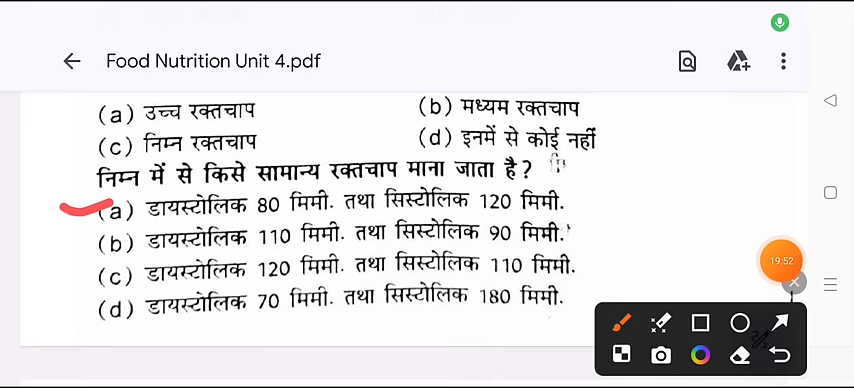 Food Nutrition Unit 4.pdf
(a) उच्च रक्तचाप (b) मध्यम रक्तचाप
(c) निम्न रक्तचाप (d) इनमें से कोई नहीं
निम्न में से किसे सामान्य रक्तचाप माना जाता है?
(a) डायस्टोलिक 80 मिमी. तथा सिस्टोलिक 120 मिमी.
(b) डायस्टोलिक 110 मिमी. तथा सिस्टोलिक 90 मिमी.
(c) डायस्टोलिक 120 मिमी. तथा सिस्टोलिक 110 मिमी.
(d) डायस्टोलिक 70 मिमी. तथा सिस्टोलिक 180 मिमी.
19:52